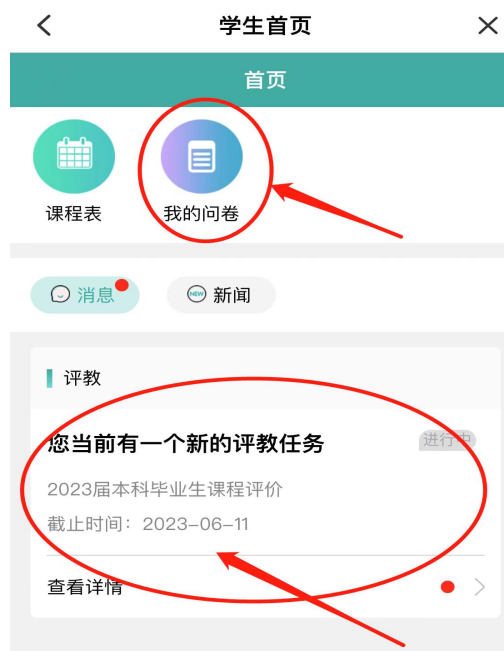 学生首页
首页
课程表
我的问卷
消息
NEW 新闻
评教
您当前有一个新的评教任务
进行中
2023届本科毕业生课程评价
截止时间：2023-06-11
查看详情